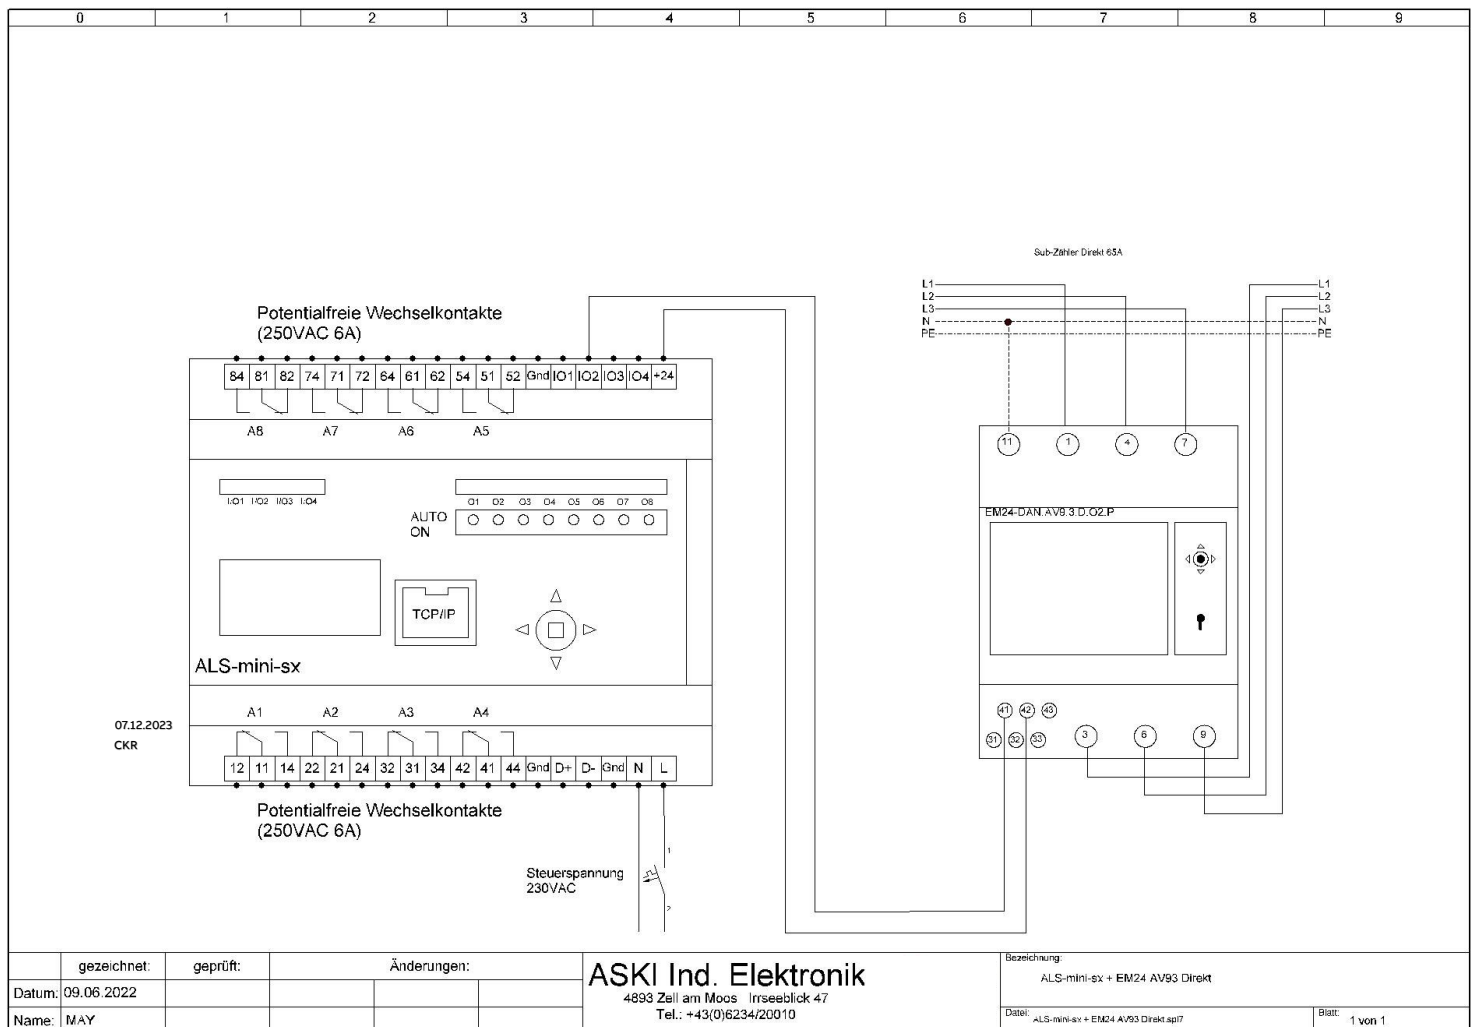 0 1 2 3 4 5 6 7 8 9
Sub-Zähler Direkt 65A
L1 L1
L2 L2
L3 L3
N N
PE PE
Potentialfreie Wechselkontakte
(250VAC 6A)
84 81 82 74 71 72 64 61 62 54 51 52 Gnd IO1 IO2 IO3 IO4 +24
A8 A7 A6 A5
11 1 4 7
I/O1 I/O2 I/O3 I/O4
O1 O2 O3 O4 O5 O6 O7 O8
AUTO
ON
EM24-DAN.AV9.3.D.O2.P
TCP/IP
ALS-mini-sx
07.12.2023
CKR
A1 A2 A3 A4
41 42 43
31 32 33
3 6 9
12 11 14 22 21 24 32 31 34 42 41 44 Gnd D+ D- Gnd N L
Potentialfreie Wechselkontakte
(250VAC 6A)
1
Steuerspannung
230VAC
2
gezeichnet: geprüft: Änderungen:
Datum: 09.06.2022
Name: MAY
ASKI Ind. Elektronik
4893 Zell am Moos Irrseeblick 47
Tel.: +43(0)6234/20010
Bezeichnung:
ALS-mini-sx + EM24 AV93 Direkt
Datei: ALS-mini-sx + EM24 AV93 Direkt.spl7
Blatt: 1 von 1